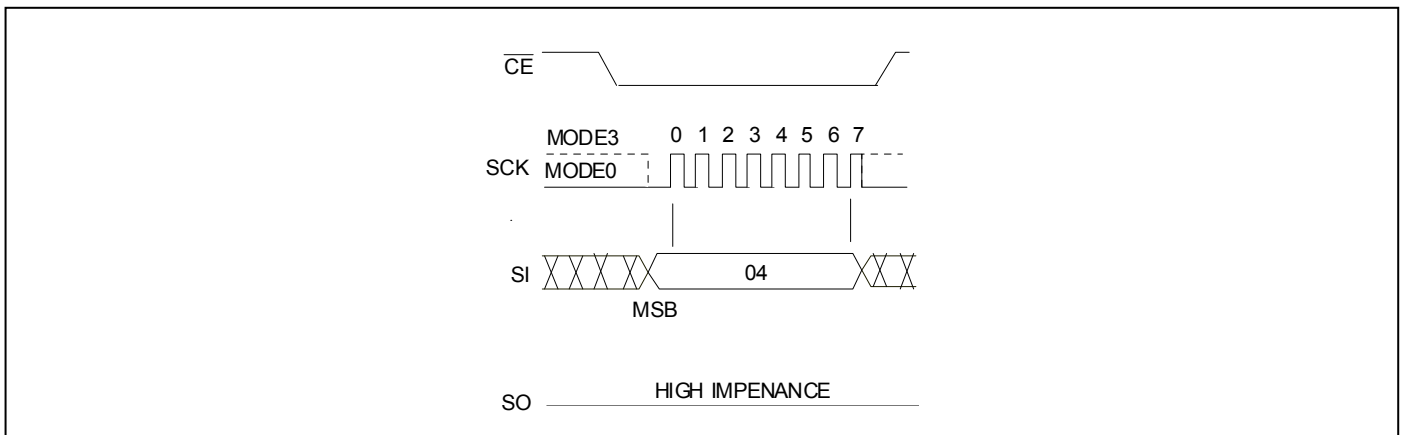 CE
MODE3 0 1 2 3 4 5 6 7
SCK MODE0
SI 04
MSB
HIGH IMPENANCE
SO